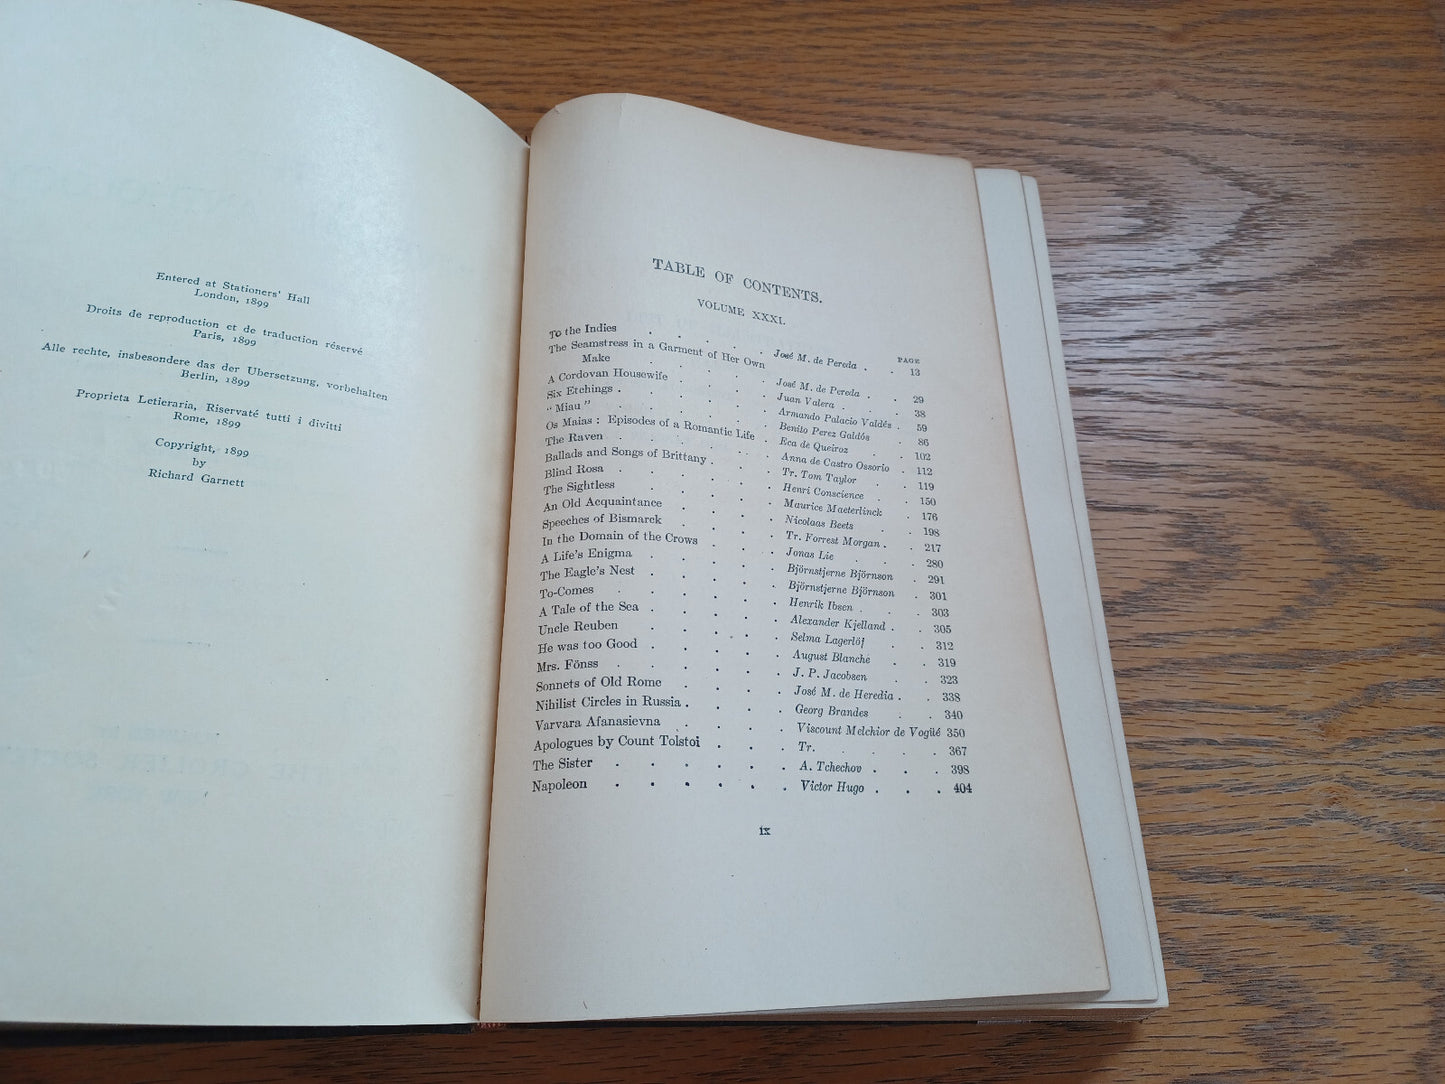 Entered at Stationers' Hall
London, 1899
Droits de reproduction et de traduction réservé
Paris, 1899
Alle rechte, insbesondere das der Ubersetzung, vorbehalten
Berlin, 1899
Proprieta Letieraria, Riservaté tutti i divitti
Rome, 1899
Copyright, 1899
by
Richard Garnett
TABLE OF CONTENTS.
VOLUME XXXI.
PAGE
To the Indies . . . . José M. de Pereda . . 13
The Seamstress in a Garment of Her Own
Make . . . . . José M. de Pereda . . 29
A Cordovan Housewife . . . . Juan Valera . . . 38
Six Etchings . . . . . . Armando Palacio Valdés . 59
"Miau" . . . . . . Benito Perez Galdós . 86
Os Maias: Episodes of a Romantic Life . Eca de Queiroz . . 102
The Raven . . . . . . Anna de Castro Ossorio . 112
Ballads and Songs of Brittany . . . Tr. Tom Taylor . . 119
Blind Rosa . . . . . . Henri Conscience . . 150
The Sightless . . . . . Maurice Maeterlinck . 176
An Old Acquaintance . . . . Nicolaas Beets . . 198
Speeches of Bismarck . . . . Tr. Forrest Morgan . . 217
In the Domain of the Crows . . . Jonas Lie . . . 280
A Life's Enigma . . . . . Björnstjerne Björnson . 291
The Eagle's Nest . . . . . Björnstjerne Björnson . 301
To-Comes . . . . . . Henrik Ibsen . . . 303
A Tale of the Sea . . . . . Alexander Kjelland . . 305
Uncle Reuben . . . . . Selma Lagerlöf . . 312
He was too Good . . . . . August Blanche . . 319
Mrs. Fönss . . . . . . J. P. Jacobsen . . 323
Sonnets of Old Rome . . . . José M. de Heredia . . 338
Nihilist Circles in Russia . . . . Georg Brandes . . 340
Varvara Afanasievna . . . . Viscount Melchior de Vogüé 350
Apologues by Count Tolstoi . . . Tr. . . . . 367
The Sister . . . . . . A. Tchechov . . . 398
Napoleon . . . . . . Victor Hugo . . . 404
ix